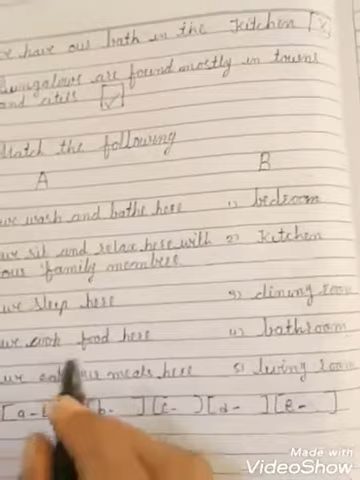 we have our bath in the kitchen [x]
Bungalows are found mostly in towns
and cities [✓]
Match the following
A B
we wash and bathe here 1) bedroom
we sit and relax here with 2) Kitchen
our family members
we sleep here 3) dining room
we cook food here 4) bathroom
we eat our meals here 5) living room
[a- ] [b- ] [c- ] [d- ] [e- ]
Made with
VideoShow